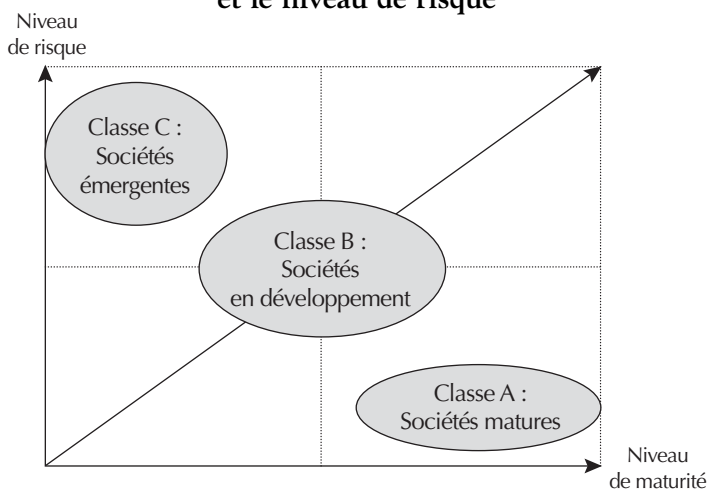 et le niveau de risque
Niveau
de risque
Classe C :
Sociétés
émergentes
Classe B :
Sociétés
en développement
Classe A :
Sociétés matures
Niveau
de maturité